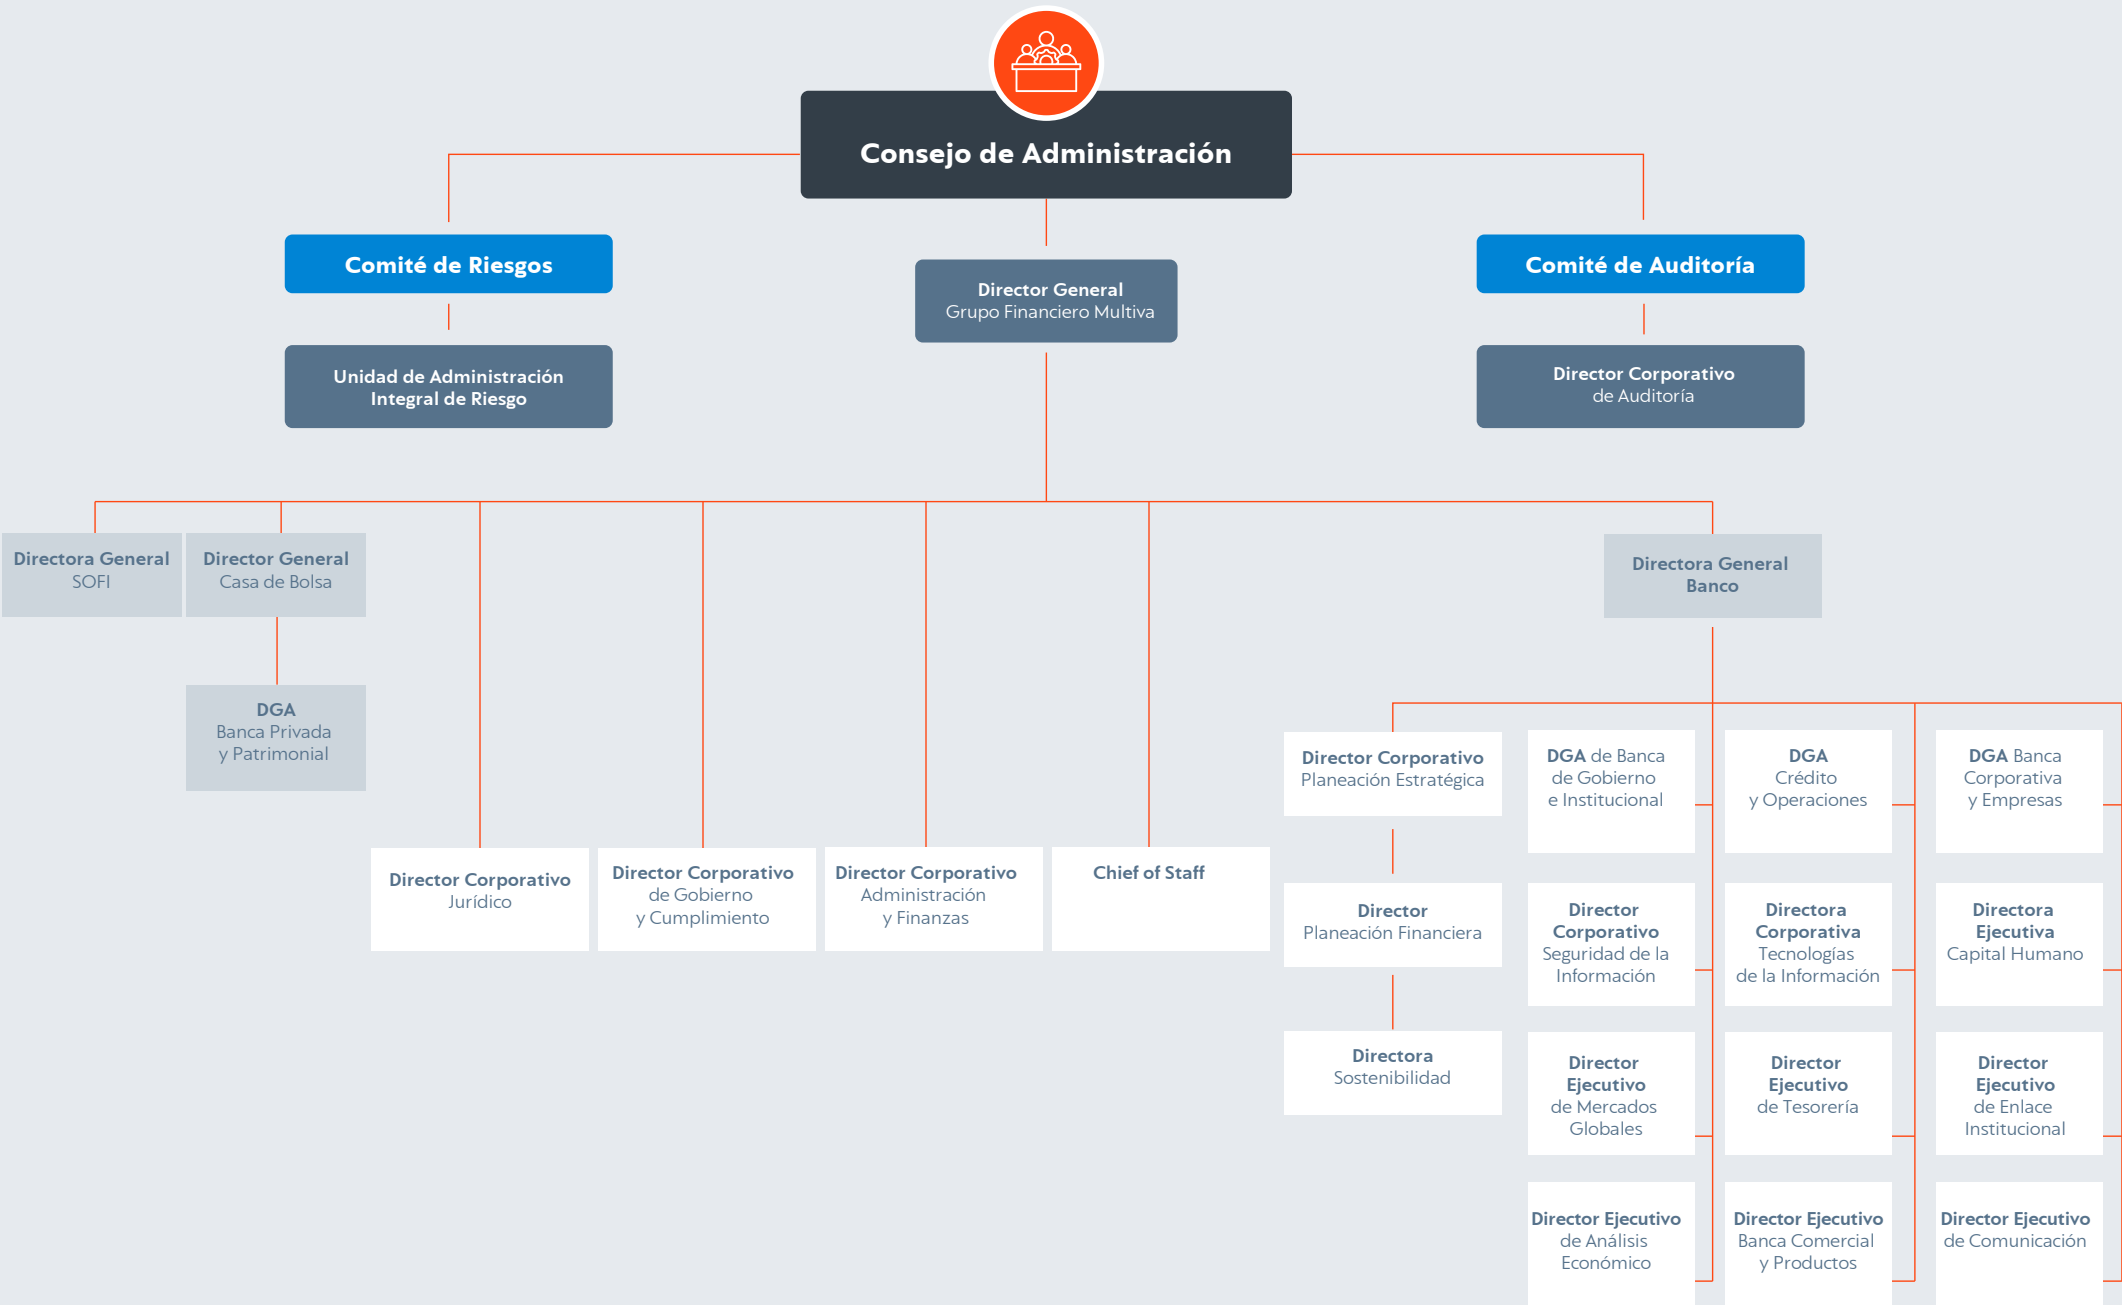 Consejo de Administración
Comité de Riesgos
Director General
Grupo Financiero Multiva
Comité de Auditoría
Unidad de Administración
Integral de Riesgo
Director Corporativo
de Auditoría
Directora General
SOFI
Director General
Casa de Bolsa
Directora General
Banco
DGA
Banca Privada
y Patrimonial
Director Corporativo
Jurídico
Director Corporativo
de Gobierno
y Cumplimiento
Director Corporativo
Administración
y Finanzas
Chief of Staff
Director Corporativo
Planeación Estratégica
Director
Planeación Financiera
Directora
Sostenibilidad
DGA de Banca
de Gobierno
e Institucional
DGA
Crédito
y Operaciones
DGA Banca
Corporativa
y Empresas
Director
Corporativo
Seguridad de la
Información
Directora
Corporativa
Tecnologías
de la Información
Directora
Ejecutiva
Capital Humano
Director
Ejecutivo
de Mercados
Globales
Director
Ejecutivo
de Tesorería
Director
Ejecutivo
de Enlace
Institucional
Director Ejecutivo
de Análisis
Económico
Director Ejecutivo
Banca Comercial
y Productos
Director Ejecutivo
de Comunicación